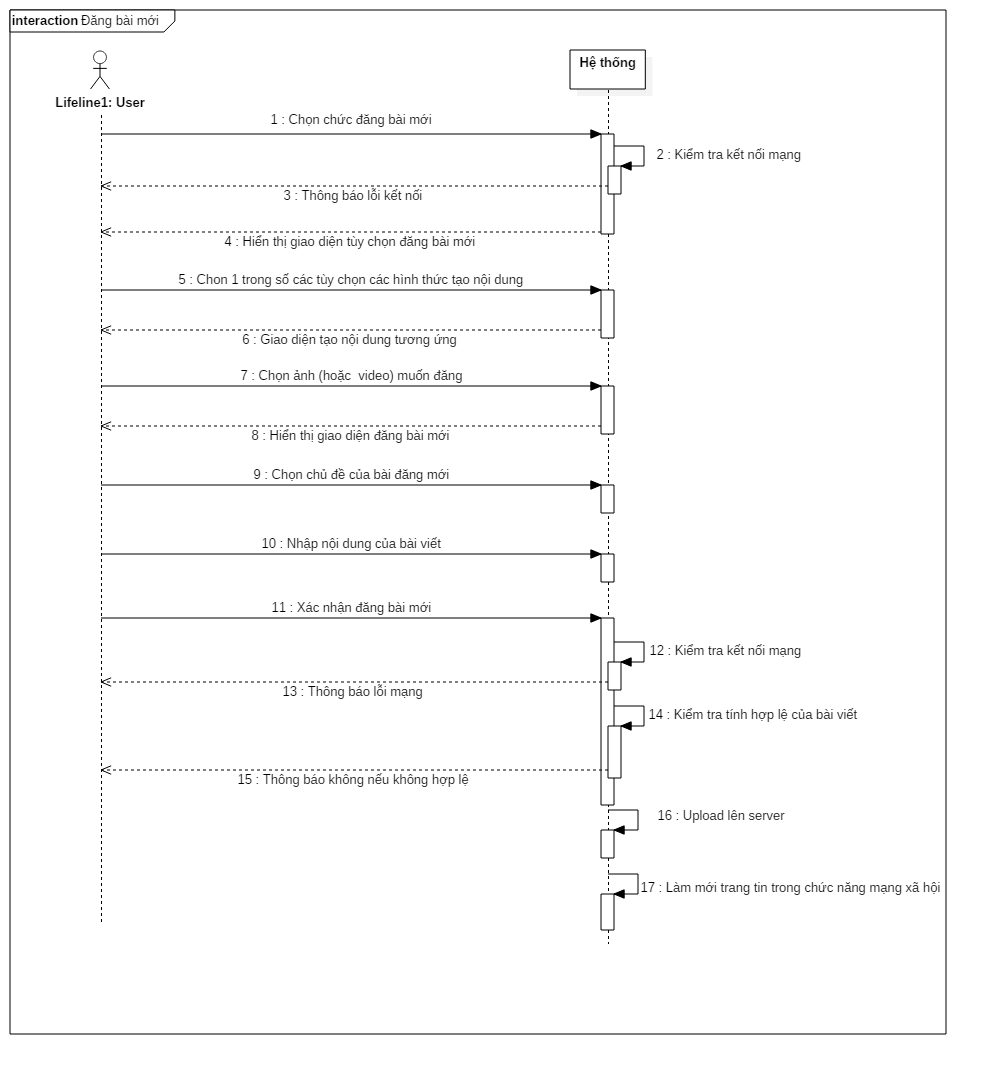 interaction Đăng bài mới
Hệ thống
Lifeline1: User
1 : Chọn chức đăng bài mới
2 : Kiểm tra kết nối mạng
3 : Thông báo lỗi kết nối
4 : Hiển thị giao diện tùy chọn đăng bài mới
5 : Chon 1 trong số các tùy chọn các hình thức tạo nội dung
6 : Giao diện tạo nội dung tương ứng
7 : Chọn ảnh (hoặc  video) muốn đăng
8 : Hiển thị giao diện đăng bài mới
9 : Chọn chủ đề của bài đăng mới
10 : Nhập nội dung của bài viết
11 : Xác nhận đăng bài mới
12 : Kiểm tra kết nối mạng
13 : Thông báo lỗi mạng
14 : Kiểm tra tính hợp lệ của bài viết
15 : Thông báo không nếu không hợp lệ
16 : Upload lên server
17 : Làm mới trang tin trong chức năng mạng xã hội